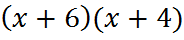 (x + 6)(x + 4)